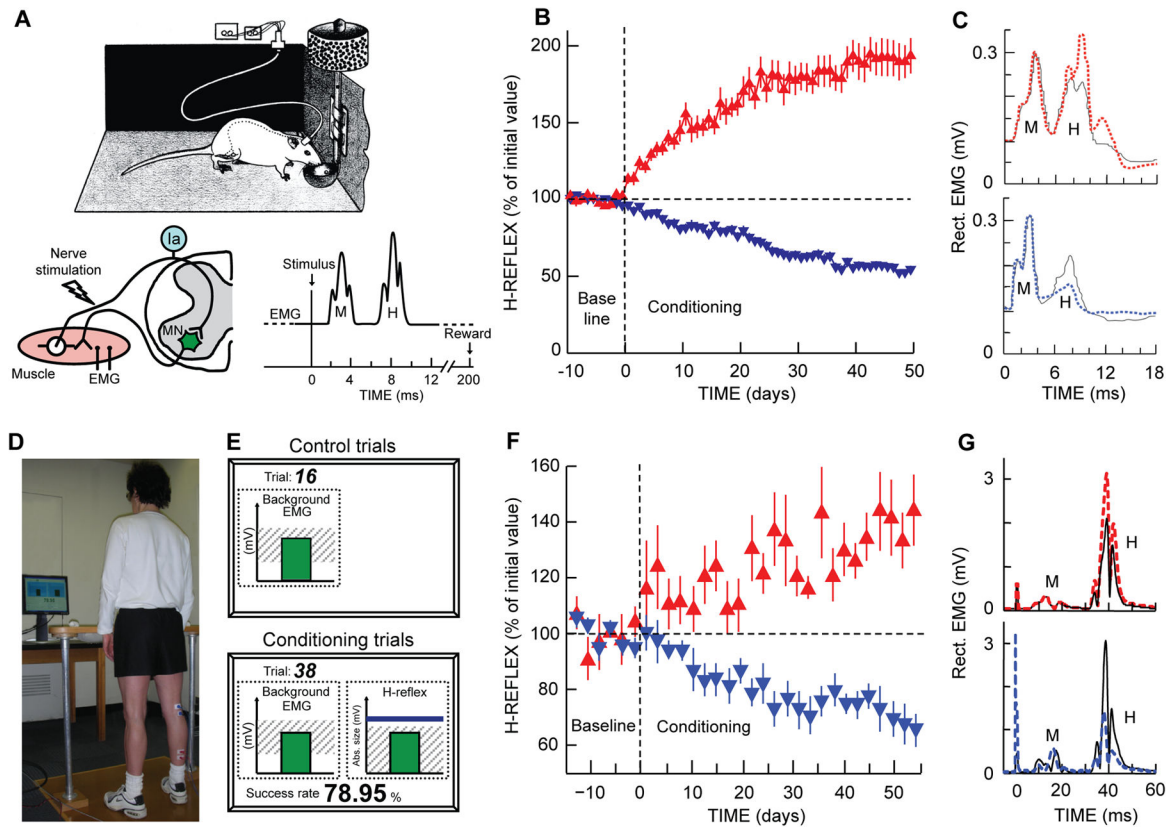 A
Nerve
stimulation
Ia
MN
Muscle
EMG
Stimulus
EMG
M
H
Reward
0
4
8
12
200
TIME (ms)
B
H-REFLEX (% of initial value)
200
150
100
50
0
Base
line
Conditioning
-10
0
10
20
30
40
50
TIME (days)
C
Rect. EMG (mV)
0.3
M
H
0
0.3
M
H
0
0
6
12
18
TIME (ms)
D
E
Control trials
Trial: 16
Background
EMG
(mV)
Conditioning trials
Trial: 38
Background
EMG
(mV)
H-reflex
Abs. size (mV)
Success rate 78.95 %
F
H-REFLEX (% of initial value)
160
140
120
100
80
60
Baseline
Conditioning
−10
0
10
20
30
40
50
TIME (days)
G
Rect. EMG (mV)
3
M
H
0
3
M
H
0
0
20
40
60
TIME (ms)